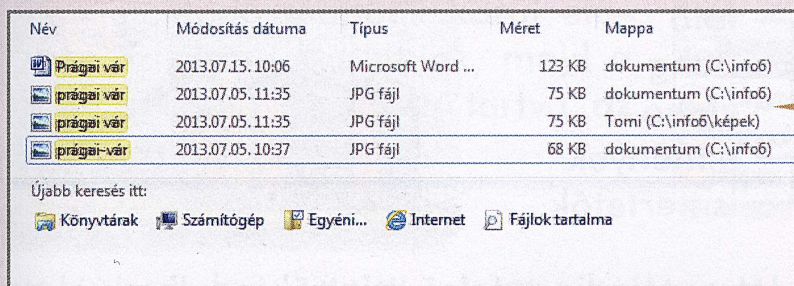 Név Módosítás dátuma Típus Méret Mappa
Prágai vár 2013.07.15. 10:06 Microsoft Word ... 123 KB dokumentum (C:\info6)
prágai vár 2013.07.05. 11:35 JPG fájl 75 KB dokumentum (C:\info6)
prágai vár 2013.07.05. 11:35 JPG fájl 75 KB Tomi (C:\info6\képek)
prágai-vár 2013.07.05. 10:37 JPG fájl 68 KB dokumentum (C:\info6)
Újabb keresés itt:
Könyvtárak Számítógép Egyéni... Internet Fájlok tartalma